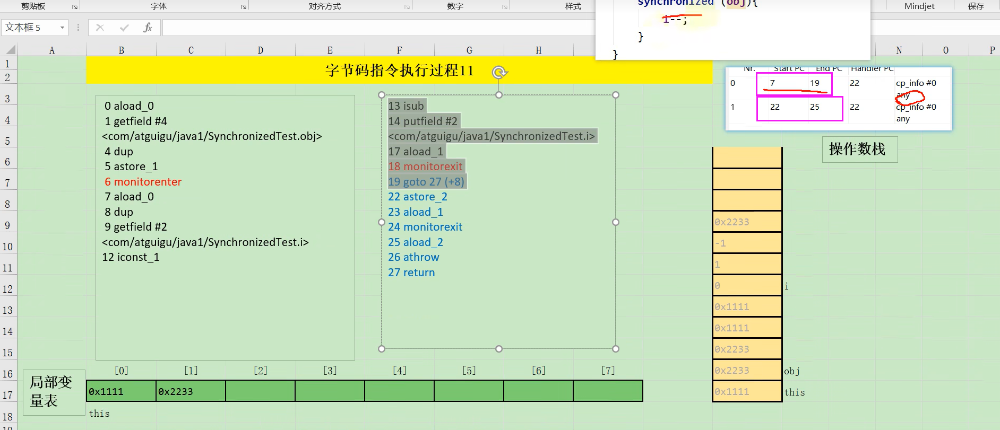 剪贴板
字体
对齐方式
数字
样式
Mindjet
保存
文本框 5
fx
synchronized (obj){
i--;
}
}
A B C D E F G H N O P
1
2
3
4
5
6
7
8
9
10
11
12
13
14
15
16
17
18
字节码指令执行过程11
0 aload_0
1 getfield #4
<com/atguigu/java1/SynchronizedTest.obj>
4 dup
5 astore_1
6 monitorenter
7 aload_0
8 dup
9 getfield #2
<com/atguigu/java1/SynchronizedTest.i>
12 iconst_1
13 isub
14 putfield #2
<com/atguigu/java1/SynchronizedTest.i>
17 aload_1
18 monitorexit
19 goto 27 (+8)
22 astore_2
23 aload_1
24 monitorexit
25 aload_2
26 athrow
27 return
Nr. Start PC End PC Handler PC
0 7 19 22 cp_info #0
any
1 22 25 22 cp_info #0
any
操作数栈
0x2233
-1
1
0 i
0x1111
0x1111
0x2233
0x2233 obj
0x1111 this
[0] [1] [2] [3] [4] [5] [6] [7]
局部变
量表
0x1111 0x2233
this